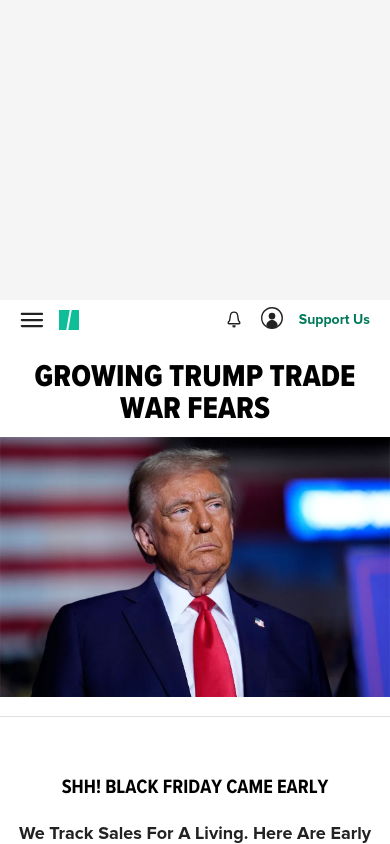 Support Us
GROWING TRUMP TRADE
WAR FEARS
SHH! BLACK FRIDAY CAME EARLY
We Track Sales For A Living. Here Are Early